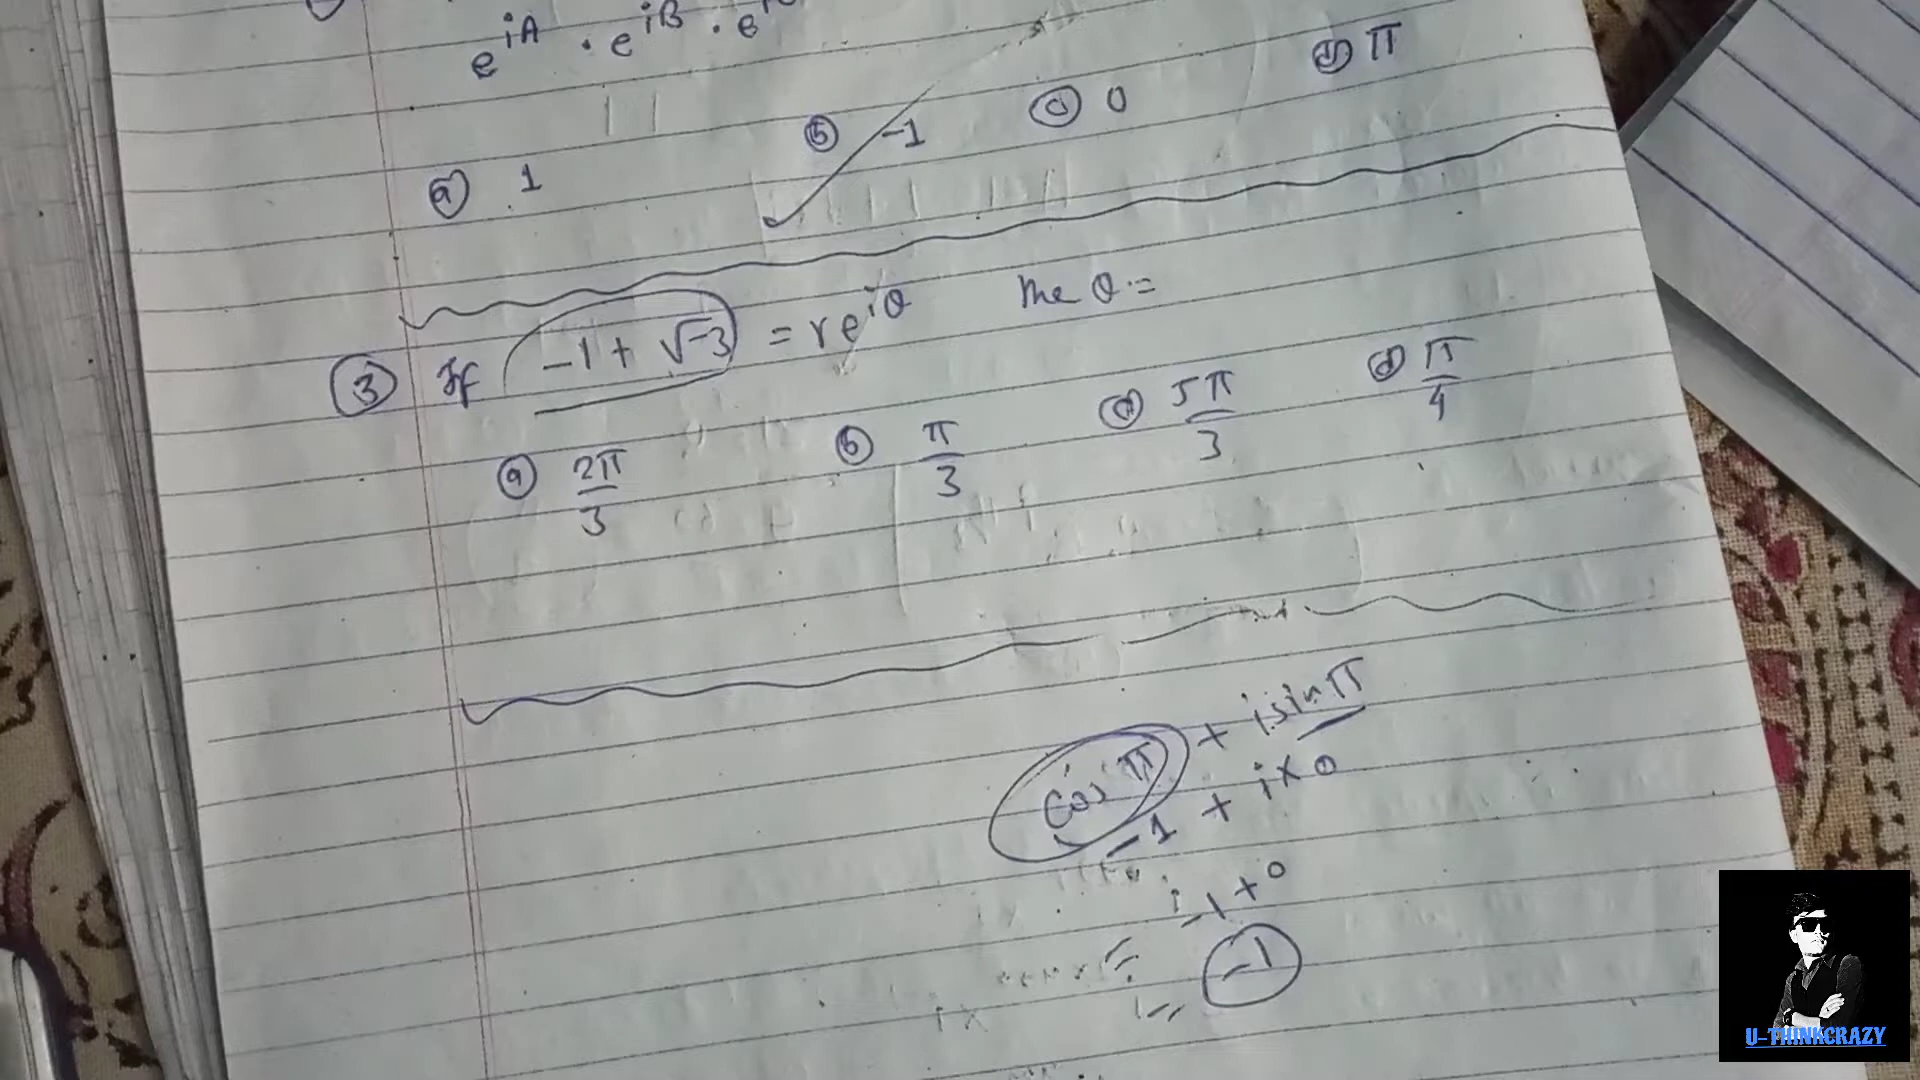 e^{iA} . e^{iB} . e
ⓐ 1 ⓑ -1 ⓒ 0 ⓓ π
③ If -1 + √-3 = re^{iθ} the θ =
ⓐ 2π/3 ⓑ π/3 ⓒ 5π/3 ⓓ π/4
cos π + i sin π
-1 + i × 0
-1 + 0
-1
U-THINKCRAZY